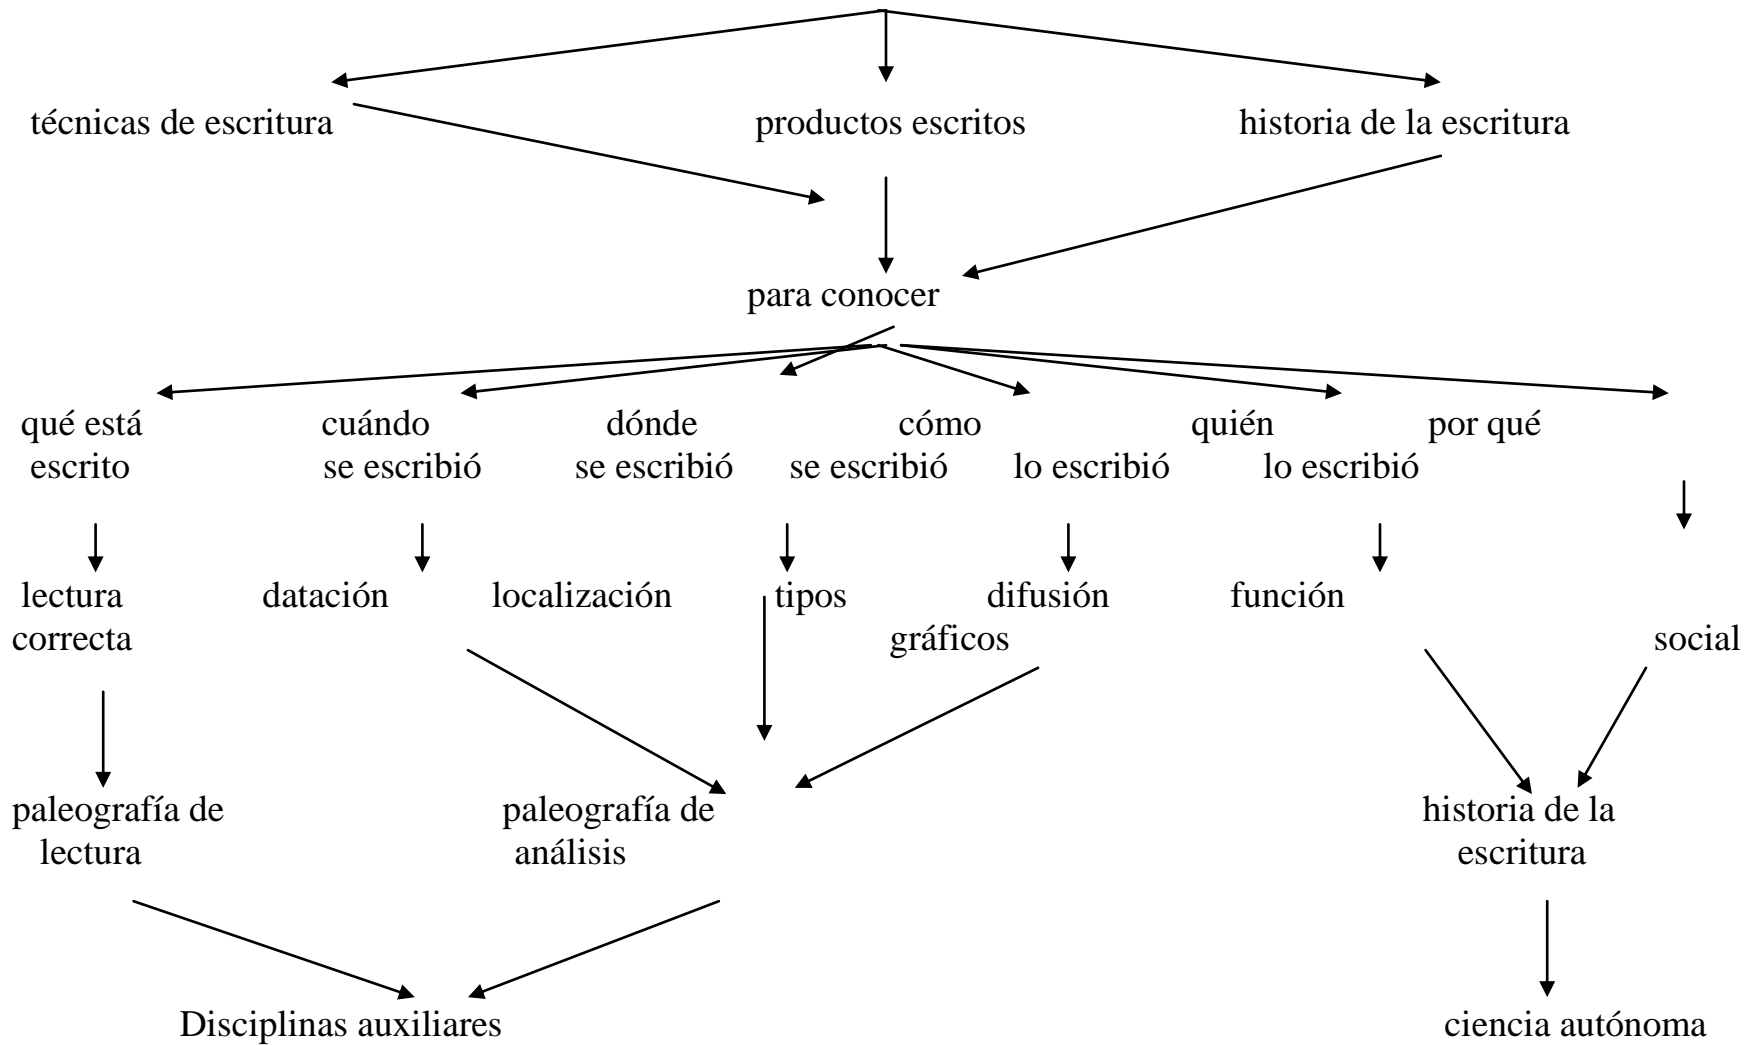 técnicas de escritura productos escritos historia de la escritura
para conocer
qué está cuándo dónde cómo quién por qué
escrito se escribió se escribió se escribió lo escribió lo escribió
lectura datación localización tipos difusión función
correcta gráficos social
paleografía de paleografía de historia de la
lectura análisis escritura
Disciplinas auxiliares ciencia autónoma